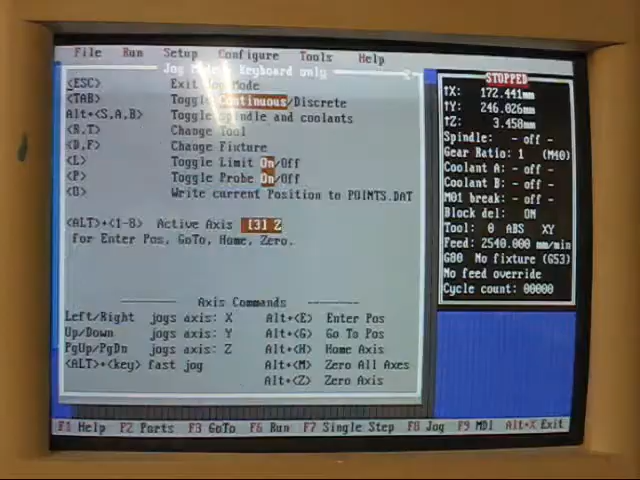 File Run Setup Configure Tools Help
Jog Mode - Keyboard only
<ESC> Exit Jog Mode
<TAB> Toggle Continuous/Discrete
Alt+<S,A,B> Toggle spindle and coolants
<R,T> Change Tool
<D,F> Change Fixture
<L> Toggle Limit On/Off
<P> Toggle Probe On/Off
<O> Write current Position to POINTS.DAT
<ALT>+<1-8> Active Axis [3] Z
for Enter Pos, GoTo, Home, Zero.
Axis Commands
Left/Right jogs axis: X Alt+<E> Enter Pos
Up/Down jogs axis: Y Alt+<G> Go To Pos
PgUp/PgDn jogs axis: Z Alt+<H> Home Axis
<ALT>+<key> fast jog Alt+<M> Zero All Axes
Alt+<Z> Zero Axis
STOPPED
↑X: 172.441mm
↑Y: 246.026mm
↑Z: 3.458mm
Spindle: - off -
Gear Ratio: 1 (M40)
Coolant A: - off -
Coolant B: - off -
M01 break: - off -
Block del: ON
Tool: 0 ABS XY
Feed: 2540.000 mm/min
G80 No fixture (G53)
No feed override
Cycle count: 00000
F1 Help F2 Ports F3 GoTo F6 Run F7 Single Step F8 Jog F9 MDI Alt-X Exit